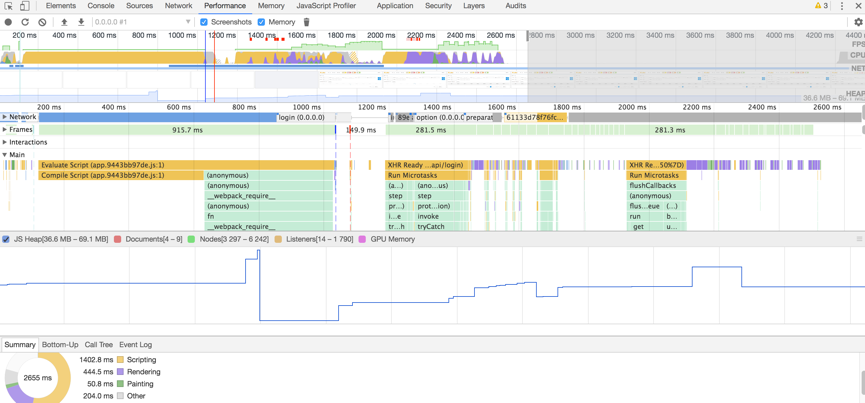 Elements Console Sources Network Performance Memory JavaScript Profiler Application Security Layers Audits 3
0.0.0.0 #1 Screenshots Memory
200 ms 400 ms 600 ms 800 ms 1000 ms 1200 ms 1400 ms 1600 ms 1800 ms 2000 ms 2200 ms 2400 ms 2600 ms 2800 ms 3000 ms 3200 ms 3400 ms 3600 ms 3800 ms 4000 ms 4200 ms 4400 ms
FPS
CPU
NET
HEAP
36.6 MB – 69.1 MB
200 ms 400 ms 600 ms 800 ms 1000 ms 1200 ms 1400 ms 1600 ms 1800 ms 2000 ms 2200 ms 2400 ms 2600 ms
Network login (0.0.0.0) 89e option (0.0.0.0:preparat 61133d78f76fc...
Frames 915.7 ms 149.9 ms 281.5 ms 281.3 ms
Interactions
Main
Evaluate Script (app.9443bb97de.js:1) XHR Ready ...api/login) XHR Re...50%7D)
Compile Script (app.9443bb97de.js:1) (anonymous) Run Microtasks Run Microtasks
(anonymous) (a...) (ano...us) flushCallbacks
__webpack_require__ step step (anonymous)
(anonymous) pr...) prot...ion) flus...eue (...)
fn i...e invoke run b...
__webpack_require__ tr...h tryCatch get u...
JS Heap[36.6 MB – 69.1 MB] Documents[4 – 9] Nodes[3 297 – 6 242] Listeners[14 – 1 790] GPU Memory
Summary Bottom-Up Call Tree Event Log
2655 ms
1402.8 ms Scripting
444.5 ms Rendering
50.8 ms Painting
204.0 ms Other